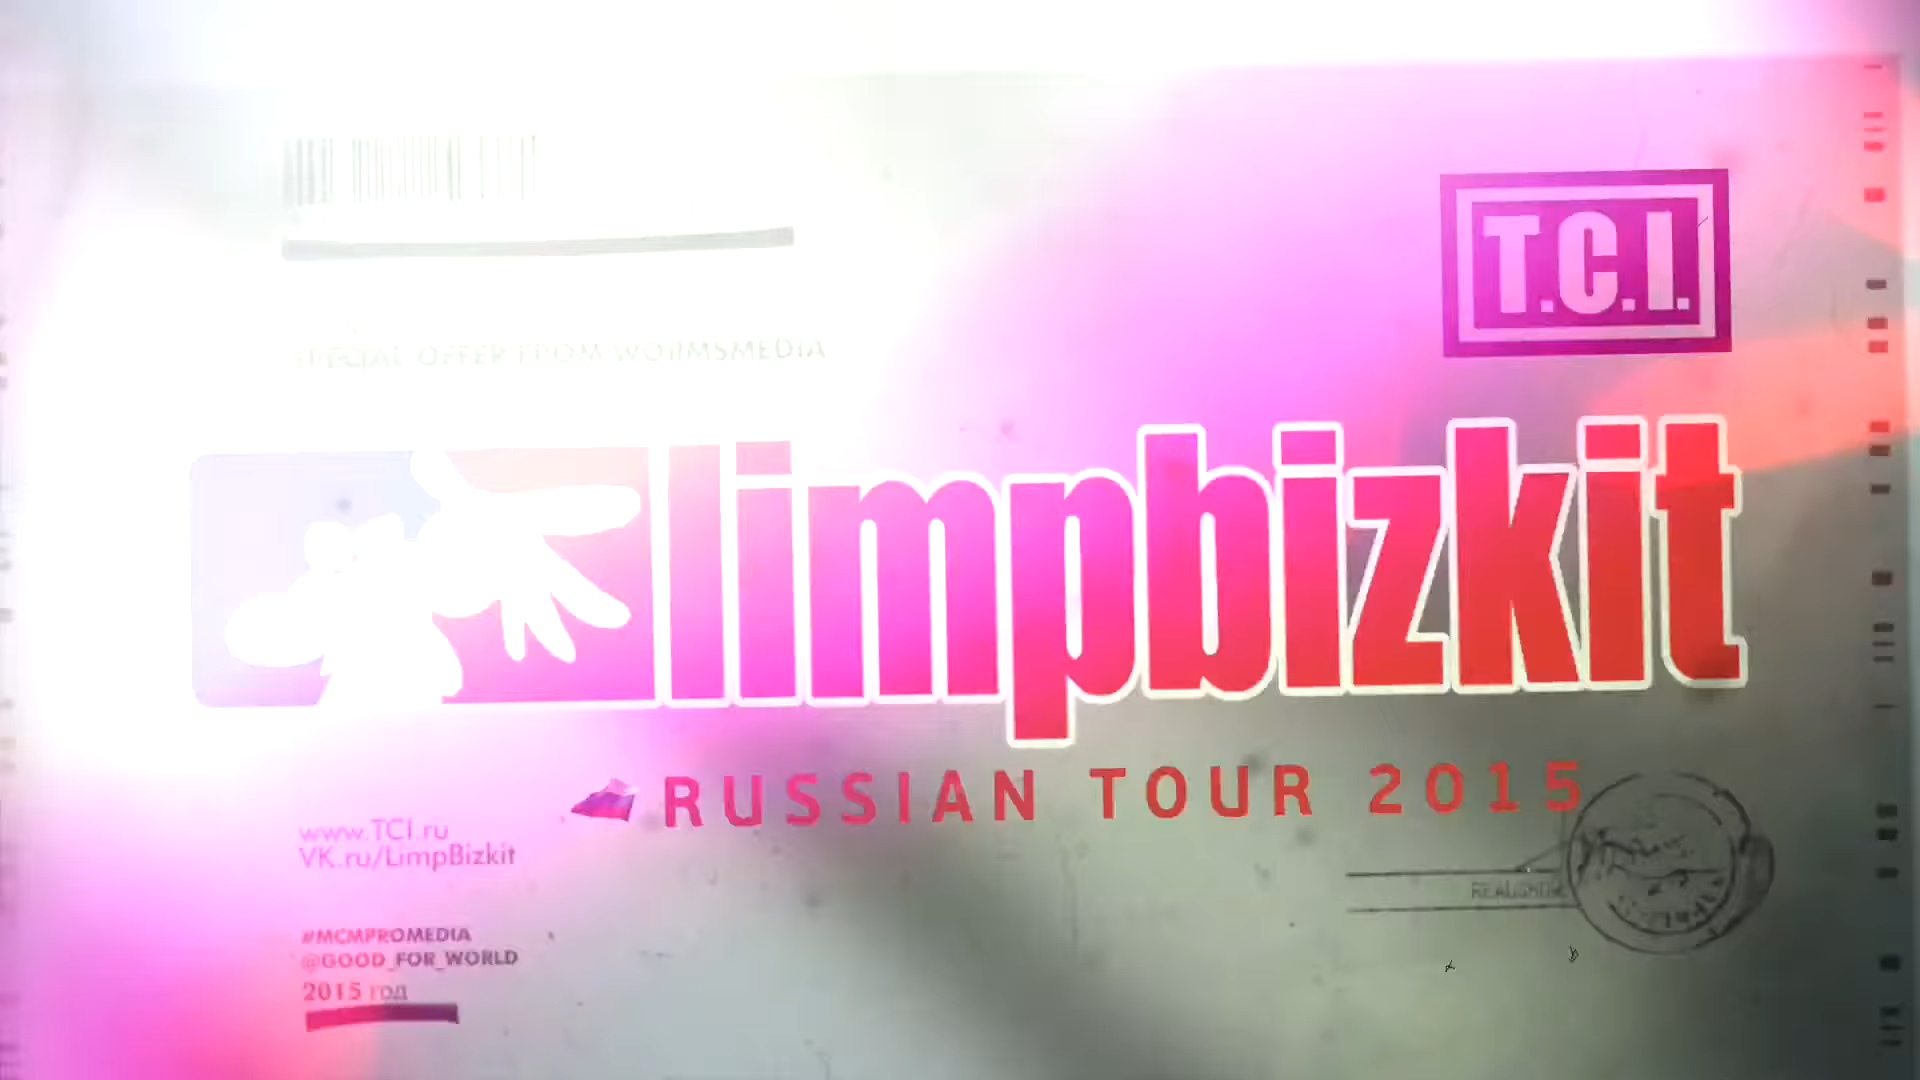 T.C.I.
SPECIAL OFFER FROM WORMSMEDIA
limpbizkit
RUSSIAN TOUR 2015
www.TCI.ru
VK.ru/LimpBizkit
#MCMPROMEDIA
@GOOD_FOR_WORLD
2015 год